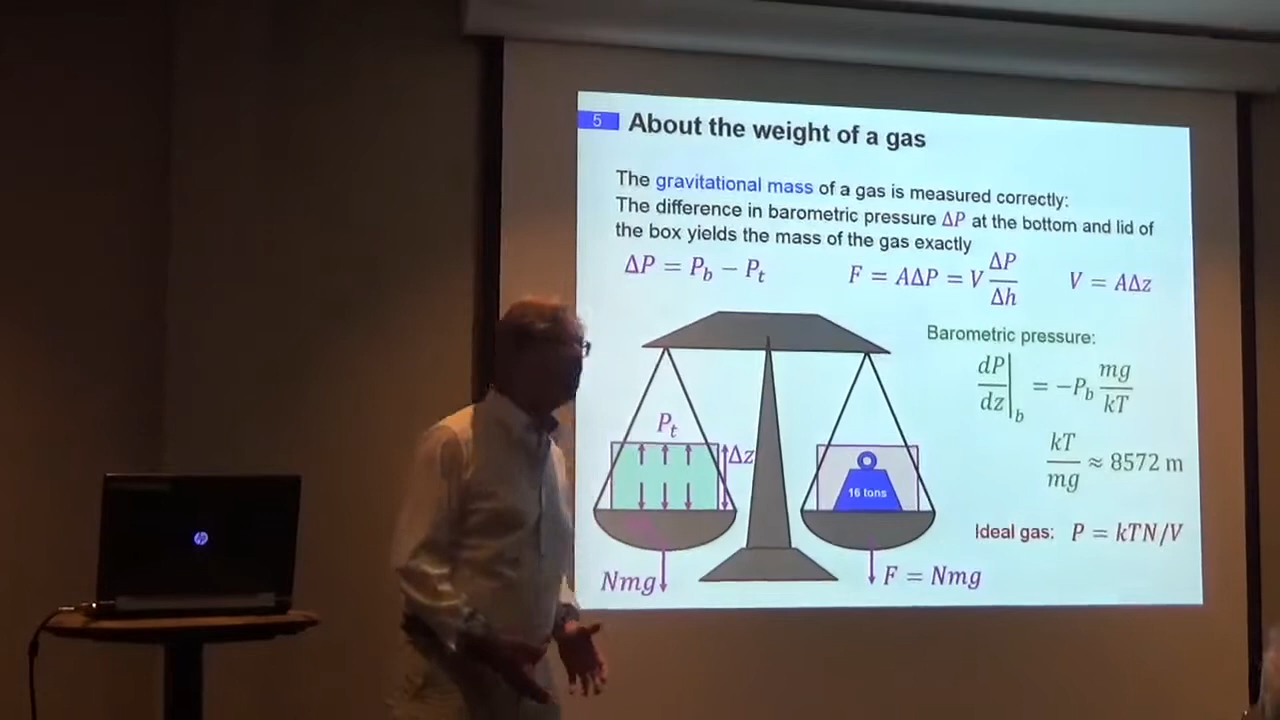 5 About the weight of a gas
The gravitational mass of a gas is measured correctly:
The difference in barometric pressure ΔP at the bottom and lid of
the box yields the mass of the gas exactly
ΔP = P_b − P_t F = AΔP = V ΔP/Δh V = AΔz
Barometric pressure:
dP/dz|_b = −P_b mg/kT
P_t
Δz
kT/mg ≈ 8572 m
16 tons
Ideal gas: P = kTN/V
Nmg F = Nmg
hp